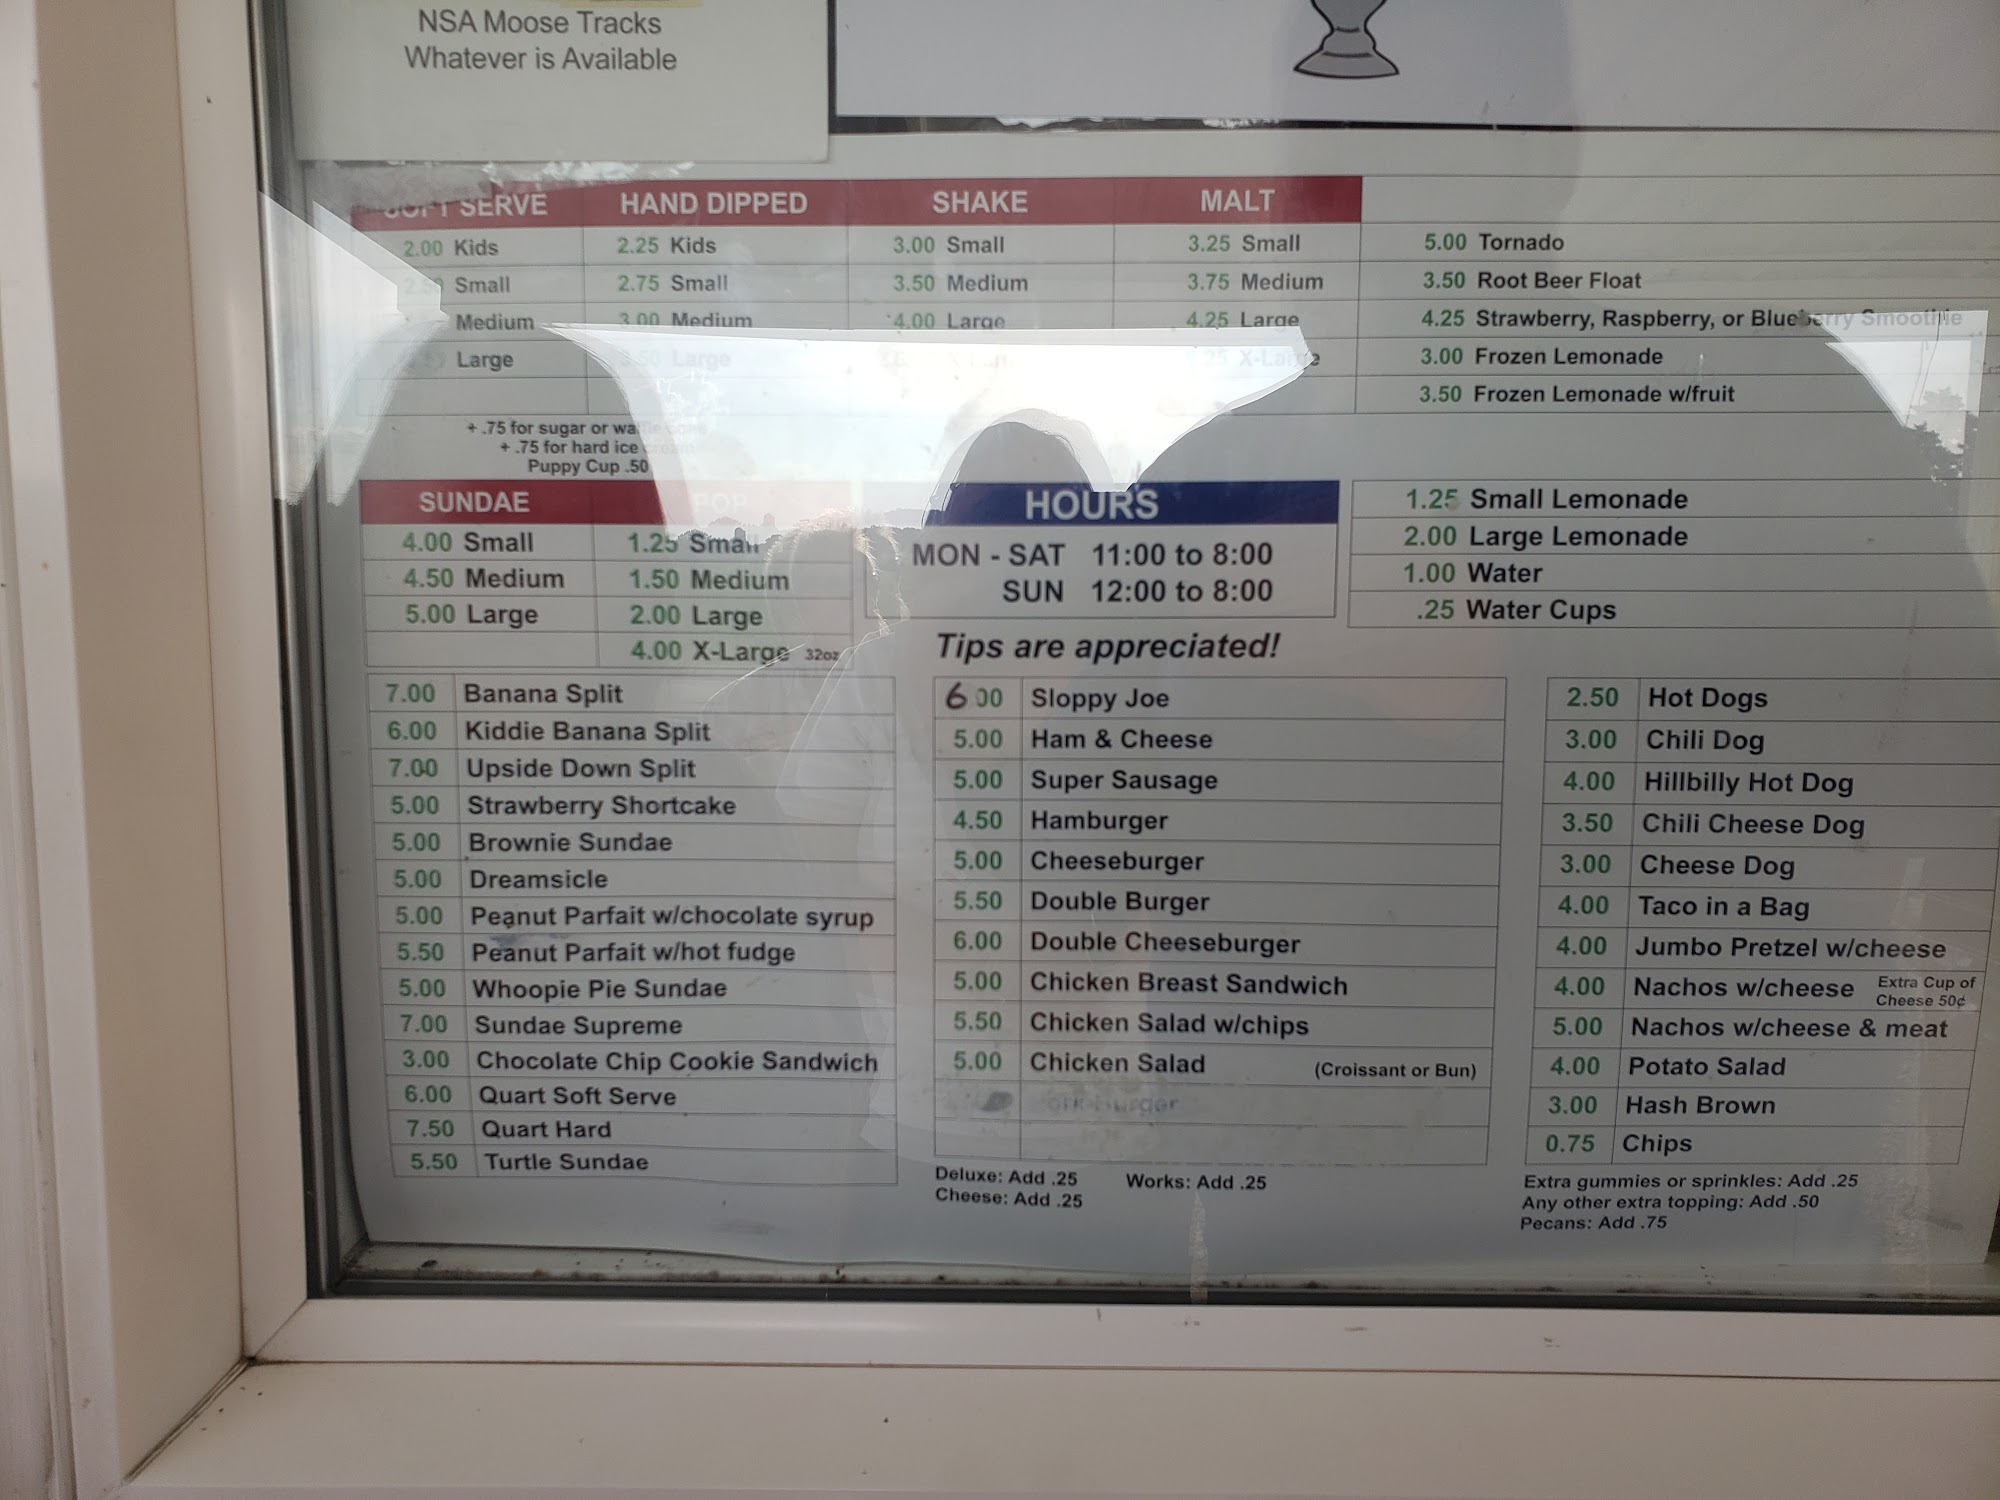 NSA Moose Tracks
Whatever is Available
SERVE HAND DIPPED SHAKE MALT
2.00 Kids 2.25 Kids 3.00 Small 3.25 Small 5.00 Tornado
Small 2.75 Small 3.50 Medium 3.75 Medium 3.50 Root Beer Float
Medium 3.00 Medium 4.00 Large 4.25 Large 4.25 Strawberry, Raspberry, or Blueberry Smoothie
Large Large X-Large 3.00 Frozen Lemonade
3.50 Frozen Lemonade w/fruit
+ .75 for sugar or
+ .75 for hard ice cream
Puppy Cup .50
SUNDAE POP
4.00 Small 1.25 Small
4.50 Medium 1.50 Medium
5.00 Large 2.00 Large
4.00 X-Large 32oz
HOURS
MON - SAT 11:00 to 8:00
SUN 12:00 to 8:00
Tips are appreciated!
1.25 Small Lemonade
2.00 Large Lemonade
1.00 Water
.25 Water Cups
7.00 Banana Split
6.00 Kiddie Banana Split
7.00 Upside Down Split
5.00 Strawberry Shortcake
5.00 Brownie Sundae
5.00 Dreamsicle
5.00 Peanut Parfait w/chocolate syrup
5.50 Peanut Parfait w/hot fudge
5.00 Whoopie Pie Sundae
7.00 Sundae Supreme
3.00 Chocolate Chip Cookie Sandwich
6.00 Quart Soft Serve
7.50 Quart Hard
5.50 Turtle Sundae
6.00 Sloppy Joe
5.00 Ham & Cheese
5.00 Super Sausage
4.50 Hamburger
5.00 Cheeseburger
5.50 Double Burger
6.00 Double Cheeseburger
5.00 Chicken Breast Sandwich
5.50 Chicken Salad w/chips
5.00 Chicken Salad (Croissant or Bun)
Deluxe: Add .25 Works: Add .25
Cheese: Add .25
2.50 Hot Dogs
3.00 Chili Dog
4.00 Hillbilly Hot Dog
3.50 Chili Cheese Dog
3.00 Cheese Dog
4.00 Taco in a Bag
4.00 Jumbo Pretzel w/cheese
4.00 Nachos w/cheese Extra Cup of
Cheese 50¢
5.00 Nachos w/cheese & meat
4.00 Potato Salad
3.00 Hash Brown
0.75 Chips
Extra gummies or sprinkles: Add .25
Any other extra topping: Add .50
Pecans: Add .75